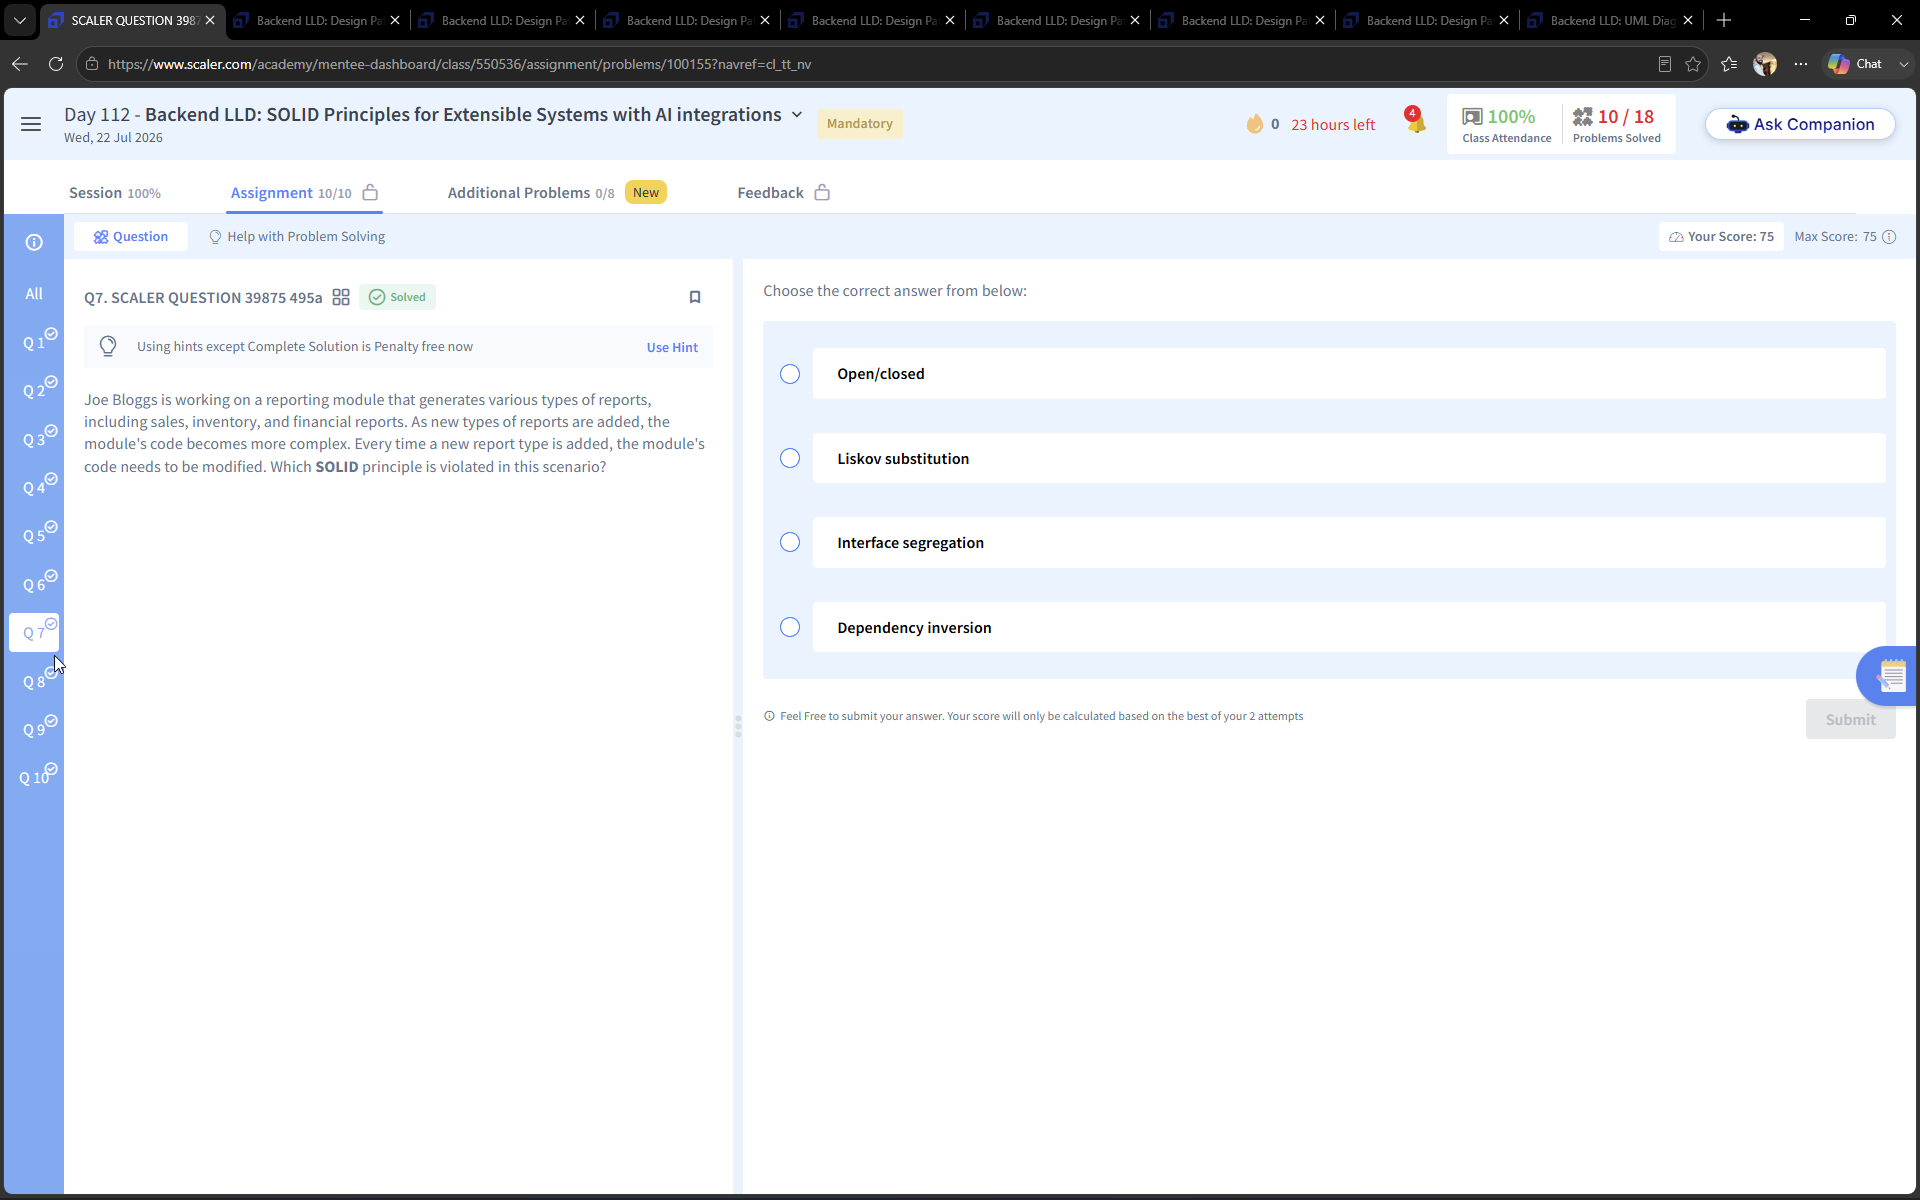 SCALER QUESTION 3987
Backend LLD: Design Pa
Backend LLD: Design Pa
Backend LLD: Design Pa
Backend LLD: Design Pa
Backend LLD: Design Pa
Backend LLD: Design Pa
Backend LLD: Design Pa
Backend LLD: UML Diag
https://www.scaler.com/academy/mentee-dashboard/class/550536/assignment/problems/100155?navref=cl_tt_nv
Chat
Day 112 - Backend LLD: SOLID Principles for Extensible Systems with AI integrations
Wed, 22 Jul 2026
Mandatory
0
23 hours left
4
100%
Class Attendance
10 / 18
Problems Solved
Ask Companion
Session 100%
Assignment 10/10
Additional Problems 0/8
New
Feedback
Question
Help with Problem Solving
Your Score: 75
Max Score: 75
All
Q 1
Q 2
Q 3
Q 4
Q 5
Q 6
Q 7
Q 8
Q 9
Q 10
Q7. SCALER QUESTION 39875 495a
Solved
Using hints except Complete Solution is Penalty free now
Use Hint
Joe Bloggs is working on a reporting module that generates various types of reports,
including sales, inventory, and financial reports. As new types of reports are added, the
module's code becomes more complex. Every time a new report type is added, the module's
code needs to be modified. Which SOLID principle is violated in this scenario?
Choose the correct answer from below:
Open/closed
Liskov substitution
Interface segregation
Dependency inversion
Feel Free to submit your answer. Your score will only be calculated based on the best of your 2 attempts
Submit